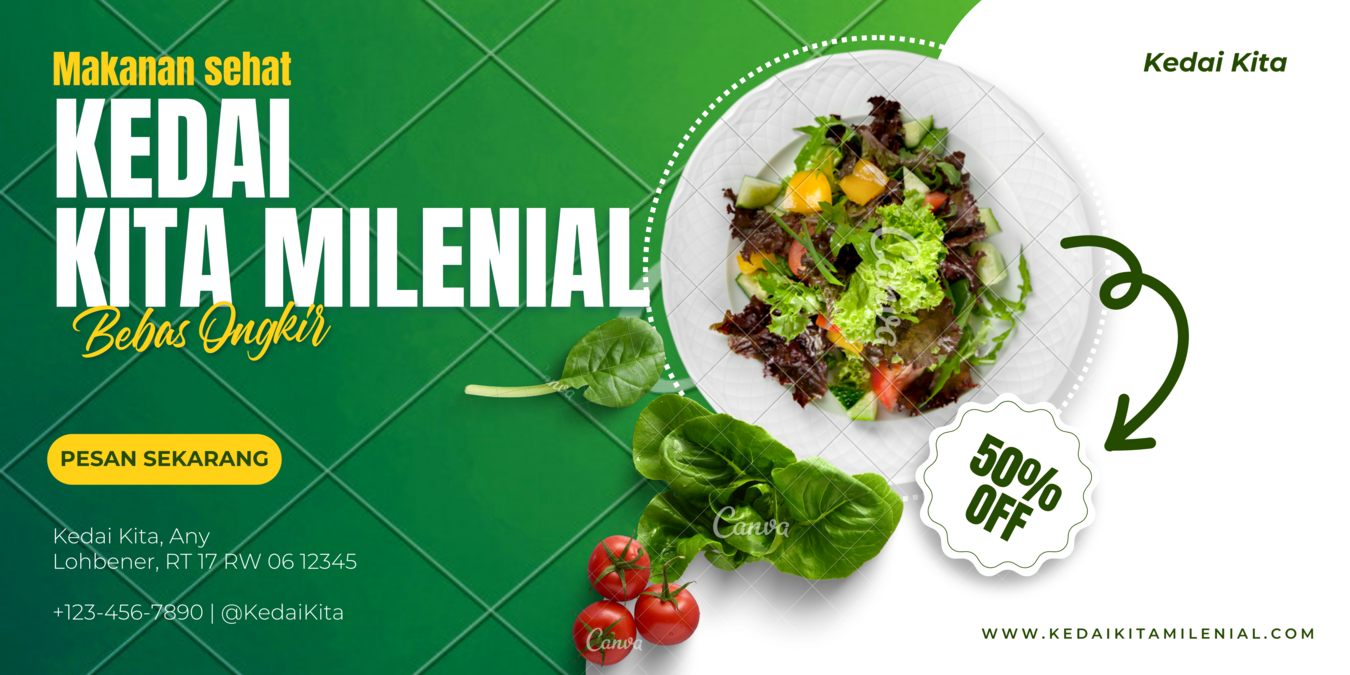 Makanan sehat
KEDAI
KITA MILENIAL
Bebas Ongkir
PESAN SEKARANG
Kedai Kita, Any
Lohbener, RT 17 RW 06 12345
+123-456-7890 | @KedaiKita
Kedai Kita
50%
OFF
WWW.KEDAIKITAMILENIAL.COM
Canva
Canva
Canva